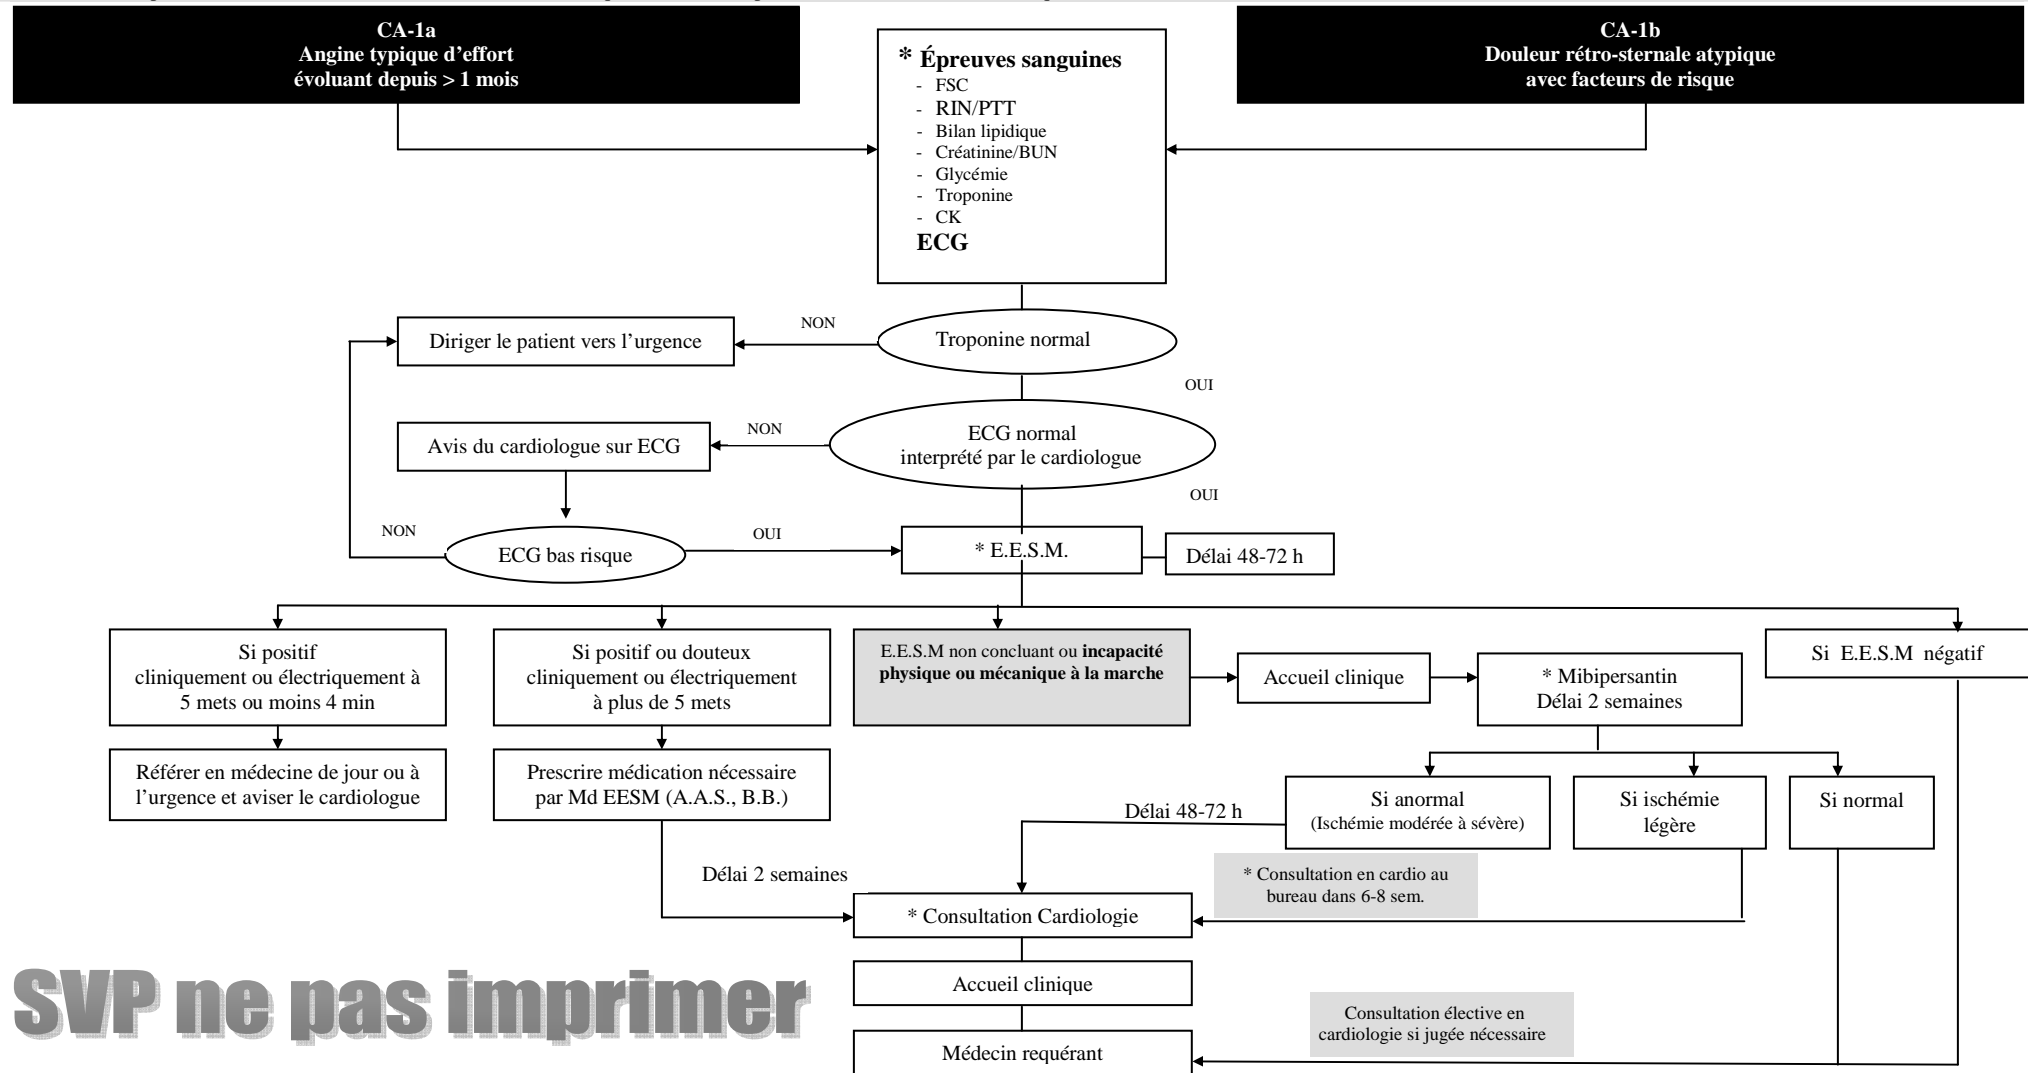 CA-1a
Angine typique d'effort
évoluant depuis > 1 mois
* Épreuves sanguines
- FSC
- RIN/PTT
- Bilan lipidique
- Créatinine/BUN
- Glycémie
- Troponine
- CK
ECG
CA-1b
Douleur rétro-sternale atypique
avec facteurs de risque
Diriger le patient vers l'urgence
NON
Troponine normal
OUI
Avis du cardiologue sur ECG
NON
ECG normal
interprété par le cardiologue
OUI
NON
ECG bas risque
OUI
* E.E.S.M.
Délai 48-72 h
Si positif
cliniquement ou électriquement à
5 mets ou moins 4 min
Si positif ou douteux
cliniquement ou électriquement
à plus de 5 mets
E.E.S.M non concluant ou incapacité
physique ou mécanique à la marche
Accueil clinique
* Mibipersantin
Délai 2 semaines
Si E.E.S.M négatif
Référer en médecine de jour ou à
l'urgence et aviser le cardiologue
Prescrire médication nécessaire
par Md EESM (A.A.S., B.B.)
Délai 48-72 h
Si anormal
(Ischémie modérée à sévère)
Si ischémie
légère
Si normal
Délai 2 semaines
* Consultation en cardio au
bureau dans 6-8 sem.
* Consultation Cardiologie
Accueil clinique
Consultation élective en
cardiologie si jugée nécessaire
Médecin requérant
SVP ne pas imprimer